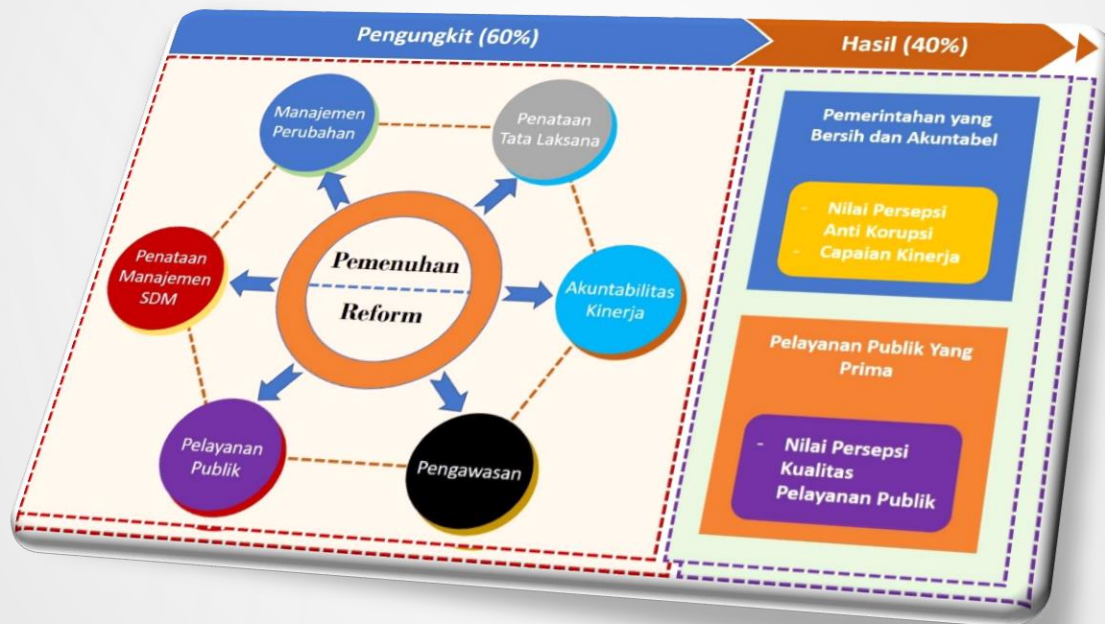 Pengungkit (60%)
Hasil (40%)
Manajemen
Perubahan
Penataan
Tata Laksana
Penataan
Manajemen
SDM
Pemenuhan
Reform
Akuntabilitas
Kinerja
Pelayanan
Publik
Pengawasan
Pemerintahan yang
Bersih dan Akuntabel
- Nilai Persepsi
Anti Korupsi
- Capaian Kinerja
Pelayanan Publik Yang
Prima
- Nilai Persepsi
Kualitas
Pelayanan Publik